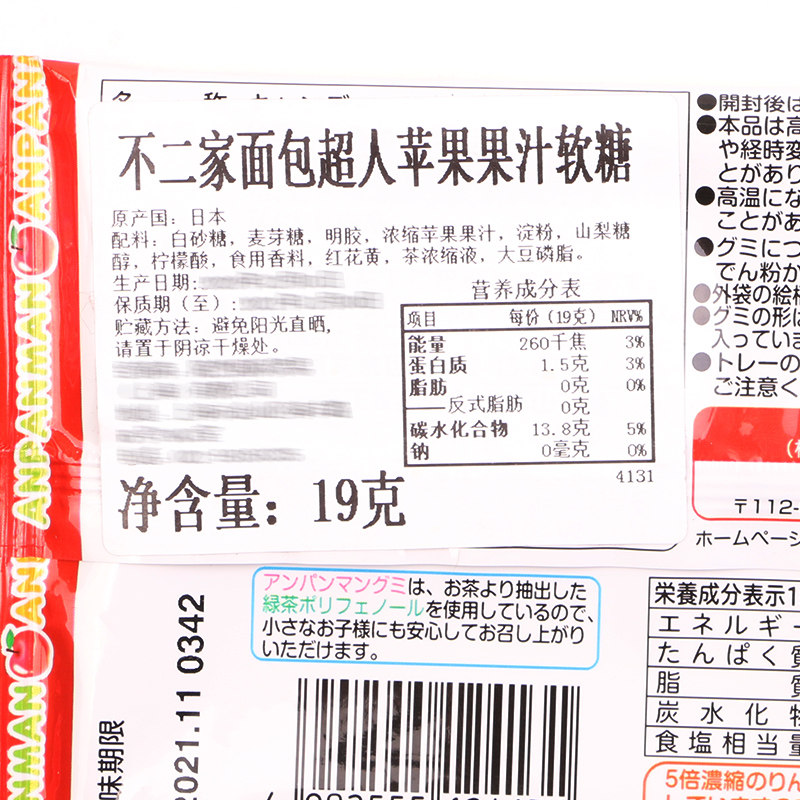 不二家面包超人苹果果汁软糖
原产国：日本
配料：白砂糖，麦芽糖，明胶，浓缩苹果果汁，淀粉，山梨糖
醇，柠檬酸，食用香料，红花黄，茶浓缩液，大豆磷脂。
生产日期：
保质期（至）：
贮藏方法：避免阳光直晒，
请置于阴凉干燥处。
营养成分表
项目 每份（19克） NRV%
能量 260千焦 3%
蛋白质 1.5克 3%
脂肪 0克 0%
——反式脂肪 0克
碳水化合物 13.8克 5%
钠 0毫克 0%
4131
净含量：19克
●開封後は
●本品は高
や経時変
とがあり
●高温にな
ことがあ
●グミにつ
でん粉が
●外袋の絵柄
●グミの形は
入っていま
●トレーの
ご注意く
〒112-
ホームページ
アンパンマングミは、お茶より抽出した
緑茶ポリフェノールを使用しているので、
小さなお子様にも安心してお召し上がり
いただけます。
栄養成分表示1
エネルギー
たんぱく質
脂 質
炭水化物
食塩相当量
5倍濃縮のりん
味期限
2021.11 0342
ANPANMAN
ANPANMAN